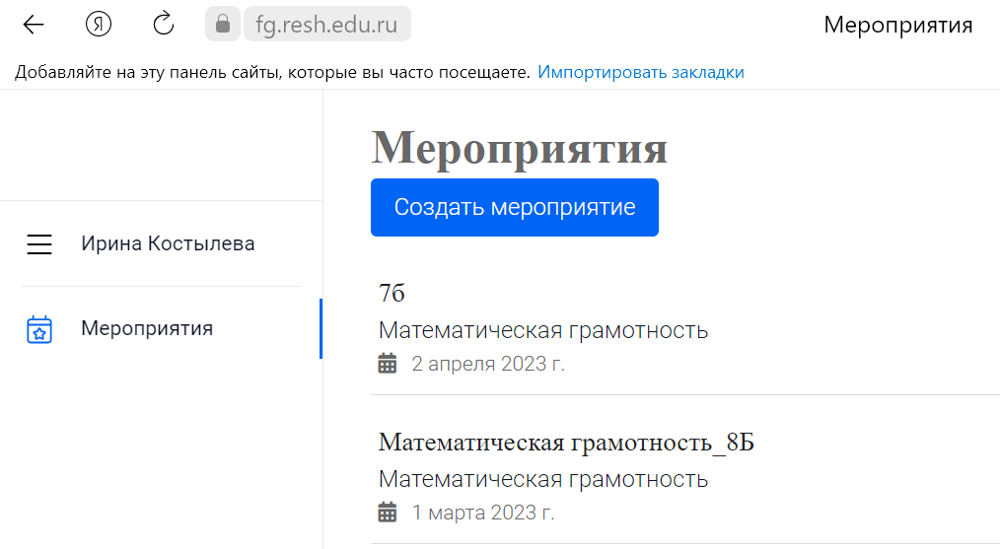 fg.resh.edu.ru Мероприятия
Добавляйте на эту панель сайты, которые вы часто посещаете. Импортировать закладки
Мероприятия
Создать мероприятие
Ирина Костылева
Мероприятия
7б
Математическая грамотность
2 апреля 2023 г.
Математическая грамотность_8Б
Математическая грамотность
1 марта 2023 г.